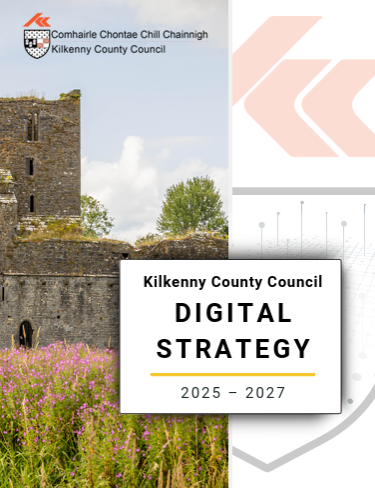 Comhairle Chontae Chill Chainnigh
Kilkenny County Council
Kilkenny County Council
DIGITAL
STRATEGY
2025 – 2027